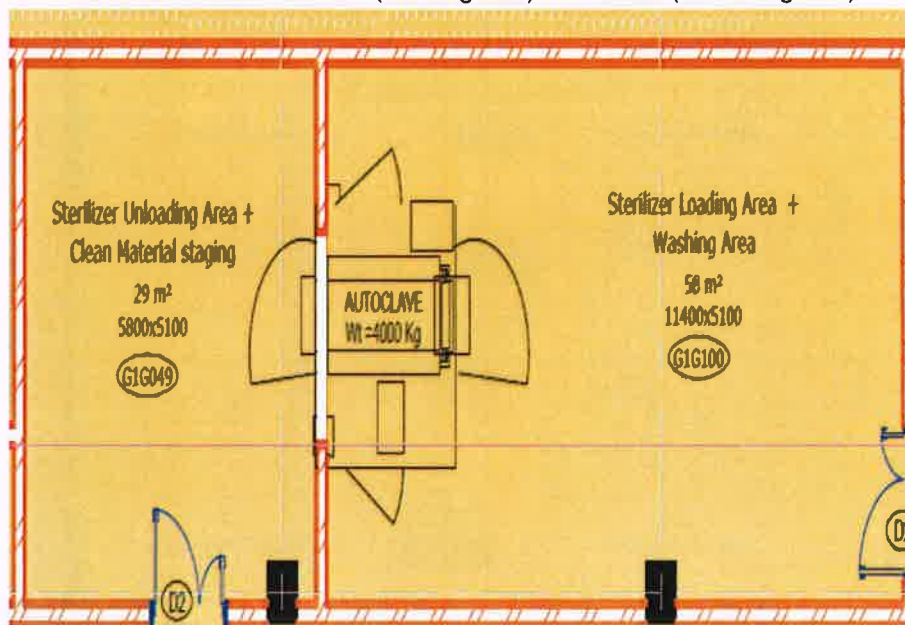 Sterilizer Unloading Area +
Clean Material staging
29 m²
5800x5100
G1G049
AUTOCLAVE
Wt =4000 Kg
Sterilizer Loading Area +
Washing Area
58 m²
11400x5100
G1G100
D2